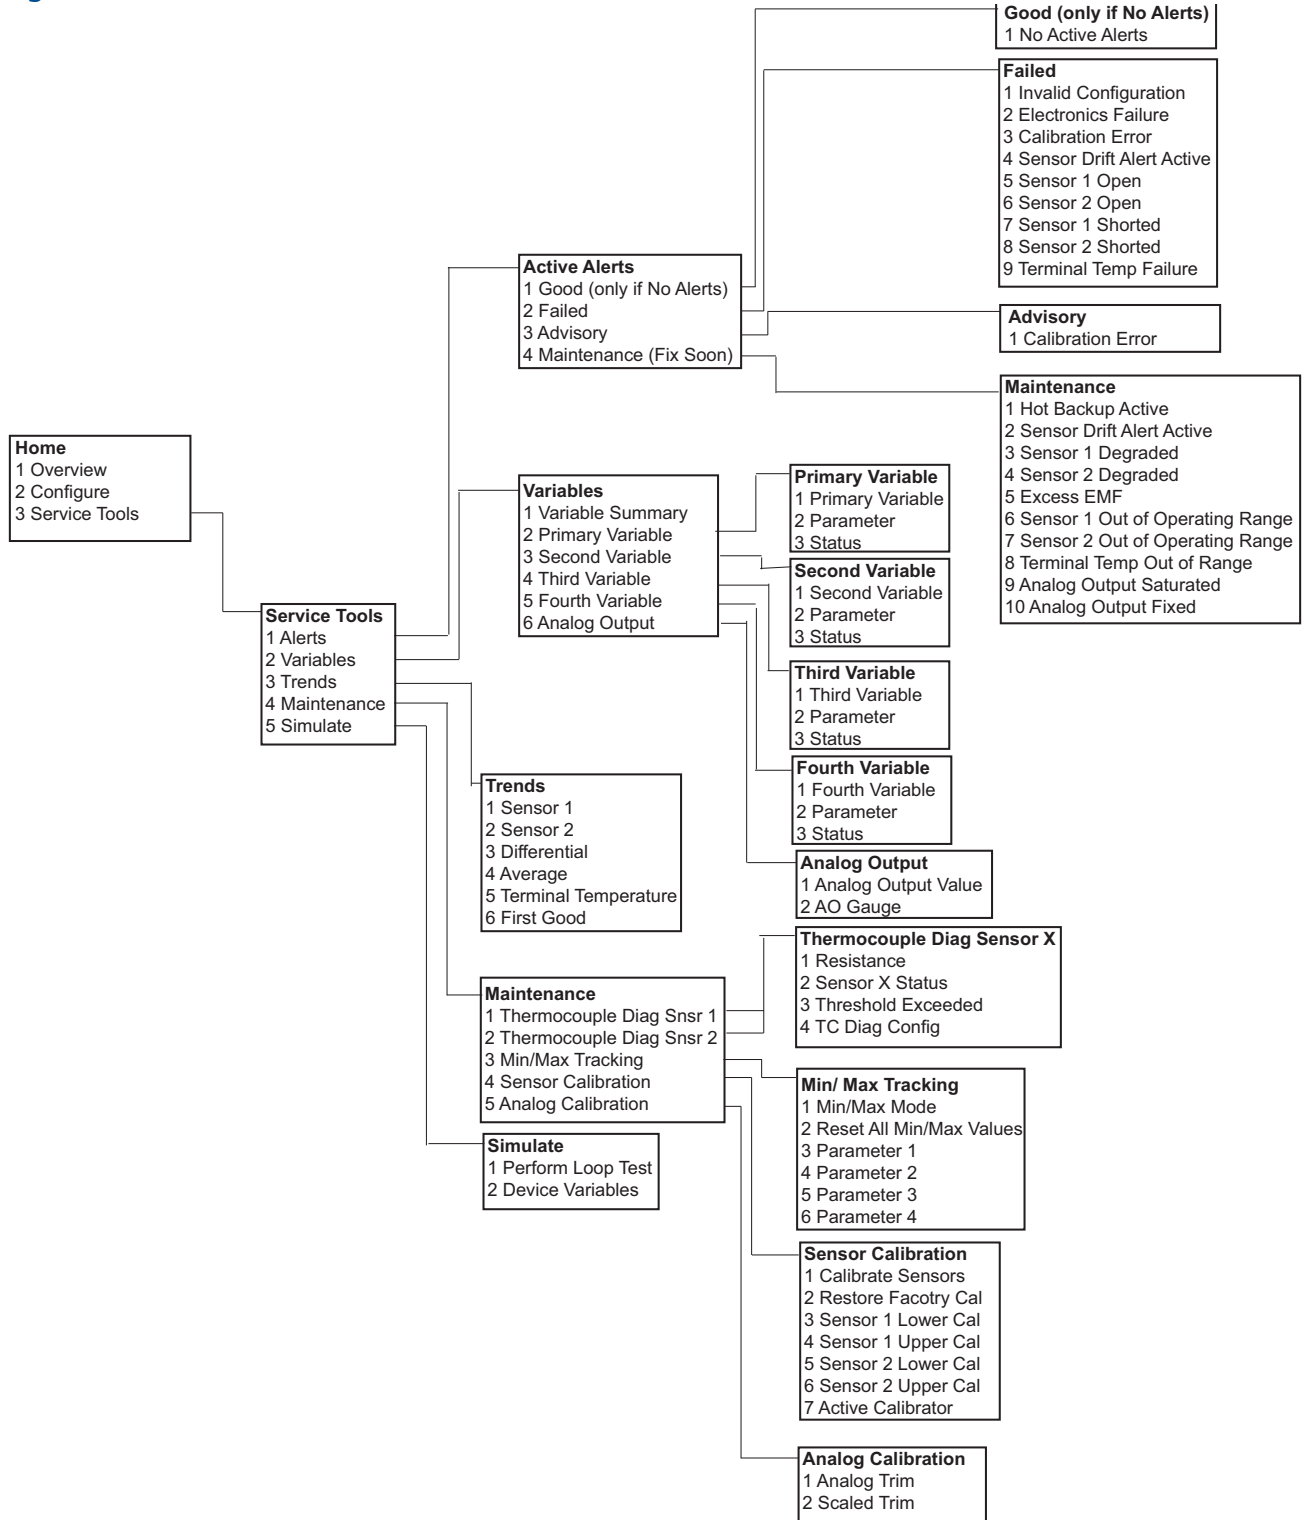 Good (only if No Alerts)
1 No Active Alerts
Failed
1 Invalid Configuration
2 Electronics Failure
3 Calibration Error
4 Sensor Drift Alert Active
5 Sensor 1 Open
6 Sensor 2 Open
7 Sensor 1 Shorted
8 Sensor 2 Shorted
9 Terminal Temp Failure
Active Alerts
1 Good (only if No Alerts)
2 Failed
3 Advisory
4 Maintenance (Fix Soon)
Advisory
1 Calibration Error
Maintenance
1 Hot Backup Active
2 Sensor Drift Alert Active
3 Sensor 1 Degraded
4 Sensor 2 Degraded
5 Excess EMF
6 Sensor 1 Out of Operating Range
7 Sensor 2 Out of Operating Range
8 Terminal Temp Out of Range
9 Analog Output Saturated
10 Analog Output Fixed
Home
1 Overview
2 Configure
3 Service Tools
Variables
1 Variable Summary
2 Primary Variable
3 Second Variable
4 Third Variable
5 Fourth Variable
6 Analog Output
Primary Variable
1 Primary Variable
2 Parameter
3 Status
Second Variable
1 Second Variable
2 Parameter
3 Status
Service Tools
1 Alerts
2 Variables
3 Trends
4 Maintenance
5 Simulate
Third Variable
1 Third Variable
2 Parameter
3 Status
Fourth Variable
1 Fourth Variable
2 Parameter
3 Status
Trends
1 Sensor 1
2 Sensor 2
3 Differential
4 Average
5 Terminal Temperature
6 First Good
Analog Output
1 Analog Output Value
2 AO Gauge
Thermocouple Diag Sensor X
1 Resistance
2 Sensor X Status
3 Threshold Exceeded
4 TC Diag Config
Maintenance
1 Thermocouple Diag Snsr 1
2 Thermocouple Diag Snsr 2
3 Min/Max Tracking
4 Sensor Calibration
5 Analog Calibration
Min/ Max Tracking
1 Min/Max Mode
2 Reset All Min/Max Values
3 Parameter 1
4 Parameter 2
5 Parameter 3
6 Parameter 4
Simulate
1 Perform Loop Test
2 Device Variables
Sensor Calibration
1 Calibrate Sensors
2 Restore Facotry Cal
3 Sensor 1 Lower Cal
4 Sensor 1 Upper Cal
5 Sensor 2 Lower Cal
6 Sensor 2 Upper Cal
7 Active Calibrator
Analog Calibration
1 Analog Trim
2 Scaled Trim